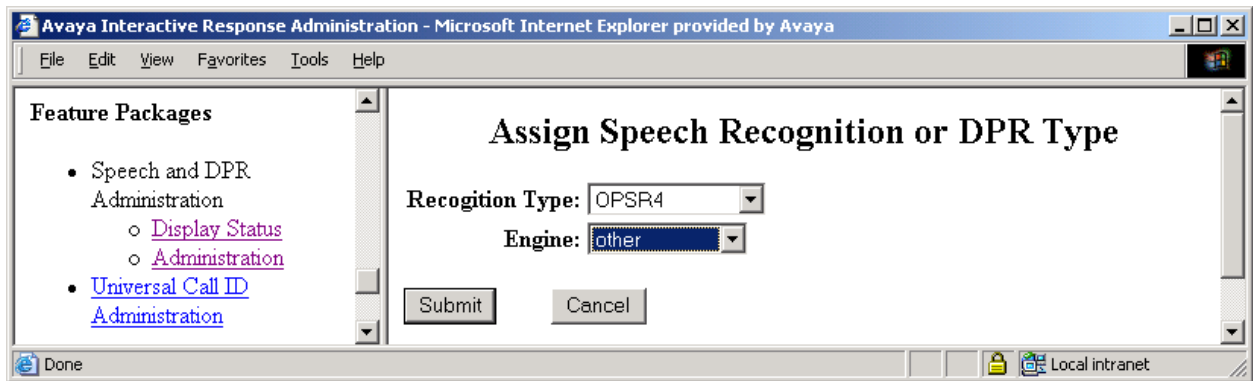 Avaya Interactive Response Administration - Microsoft Internet Explorer provided by Avaya
File Edit View Favorites Tools Help
Feature Packages
Speech and DPR
Administration
Display Status
Administration
Universal Call ID
Administration
Assign Speech Recognition or DPR Type
Recogition Type: OPSR4
Engine: other
Submit Cancel
Done Local intranet